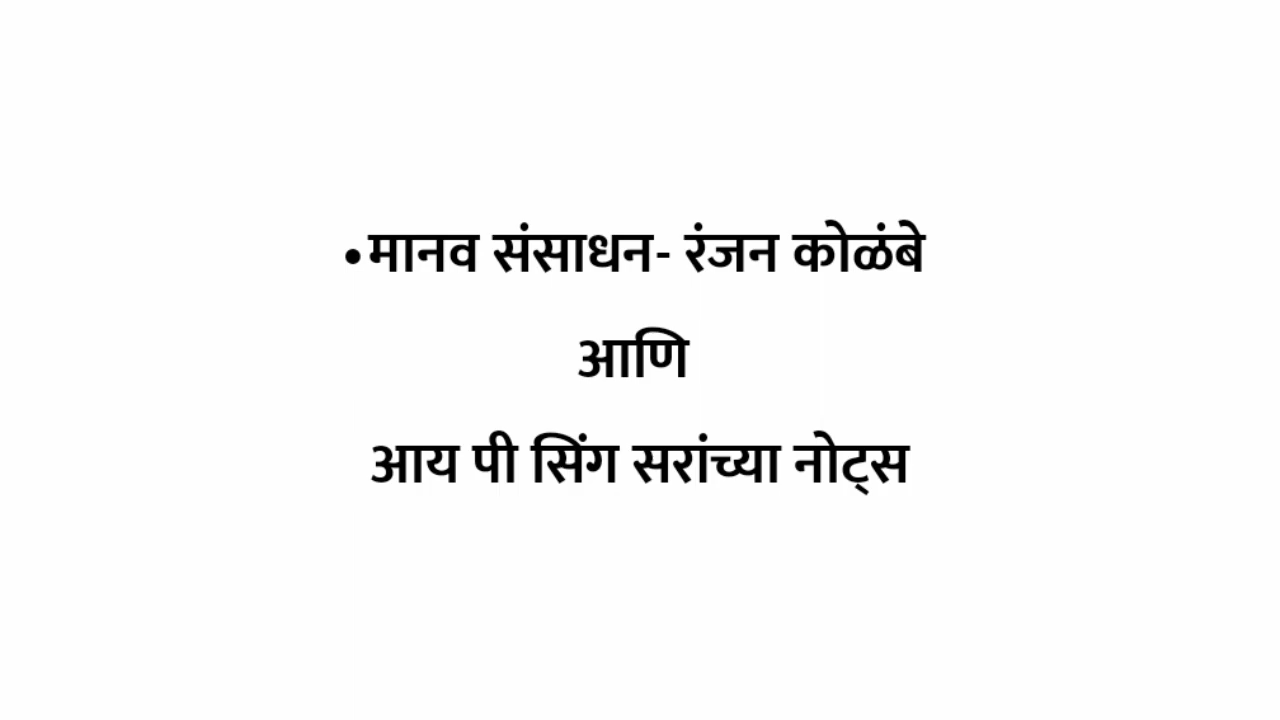 •मानव संसाधन- रंजन कोळंबे
आणि
आय पी सिंग सरांच्या नोट्स